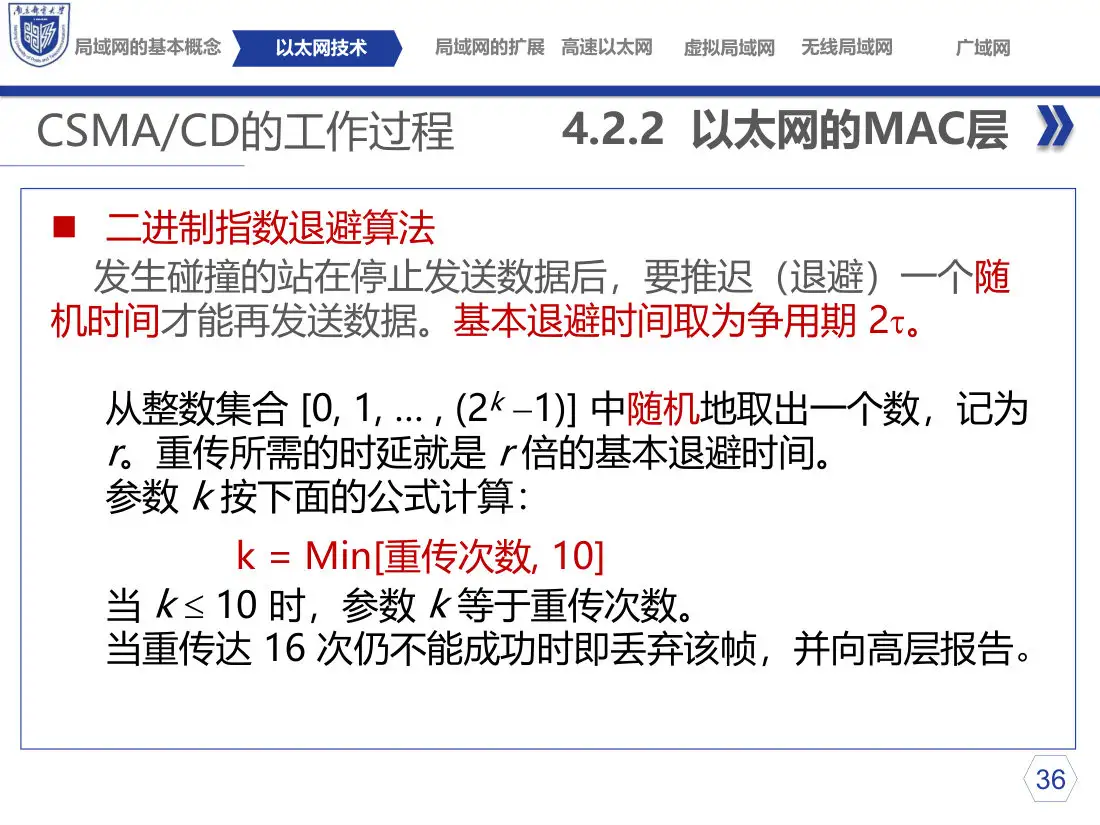 南京邮电大学
局域网的基本概念 以太网技术 局域网的扩展 高速以太网 虚拟局域网 无线局域网 广域网
CSMA/CD的工作过程 4.2.2 以太网的MAC层
二进制指数退避算法
发生碰撞的站在停止发送数据后，要推迟（退避）一个随
机时间才能再发送数据。基本退避时间取为争用期 2τ。
从整数集合 [0, 1, … , (2ᵏ –1)] 中随机地取出一个数，记为
r。重传所需的时延就是 r 倍的基本退避时间。
参数 k 按下面的公式计算：
k = Min[重传次数, 10]
当 k ≤ 10 时，参数 k 等于重传次数。
当重传达 16 次仍不能成功时即丢弃该帧，并向高层报告。
36